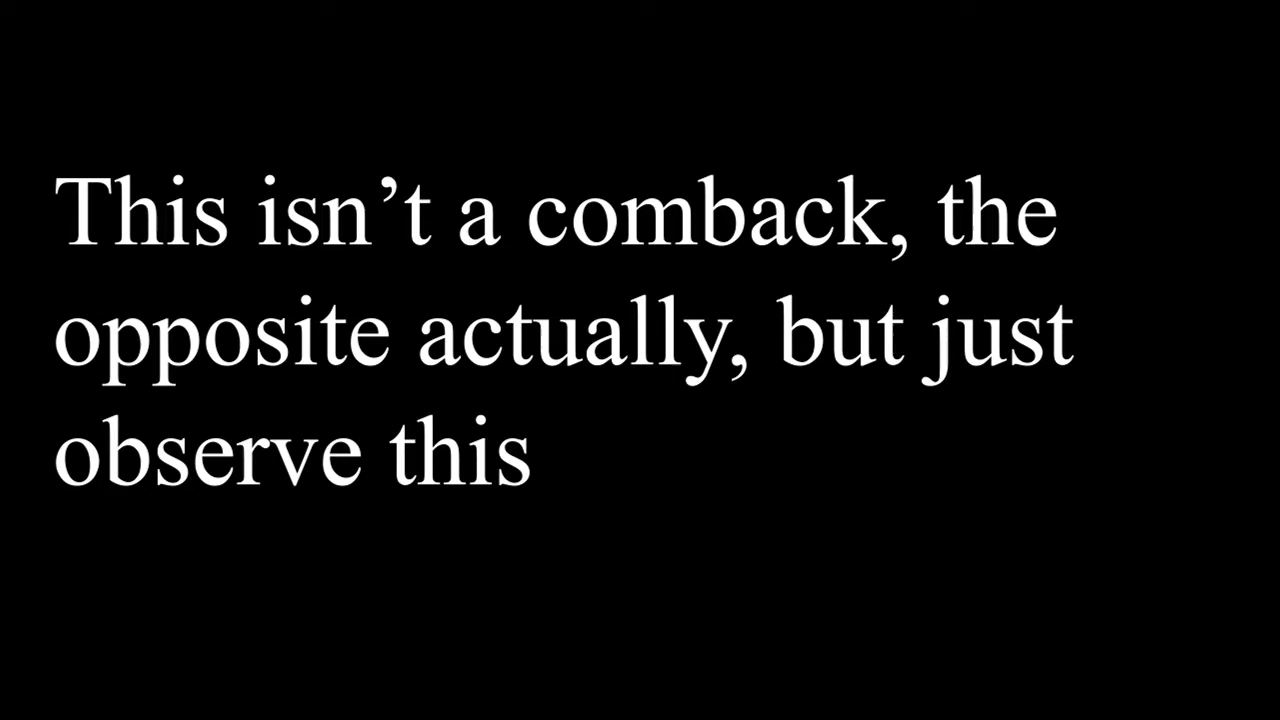 This isn’t a comback, the
opposite actually, but just
observe this